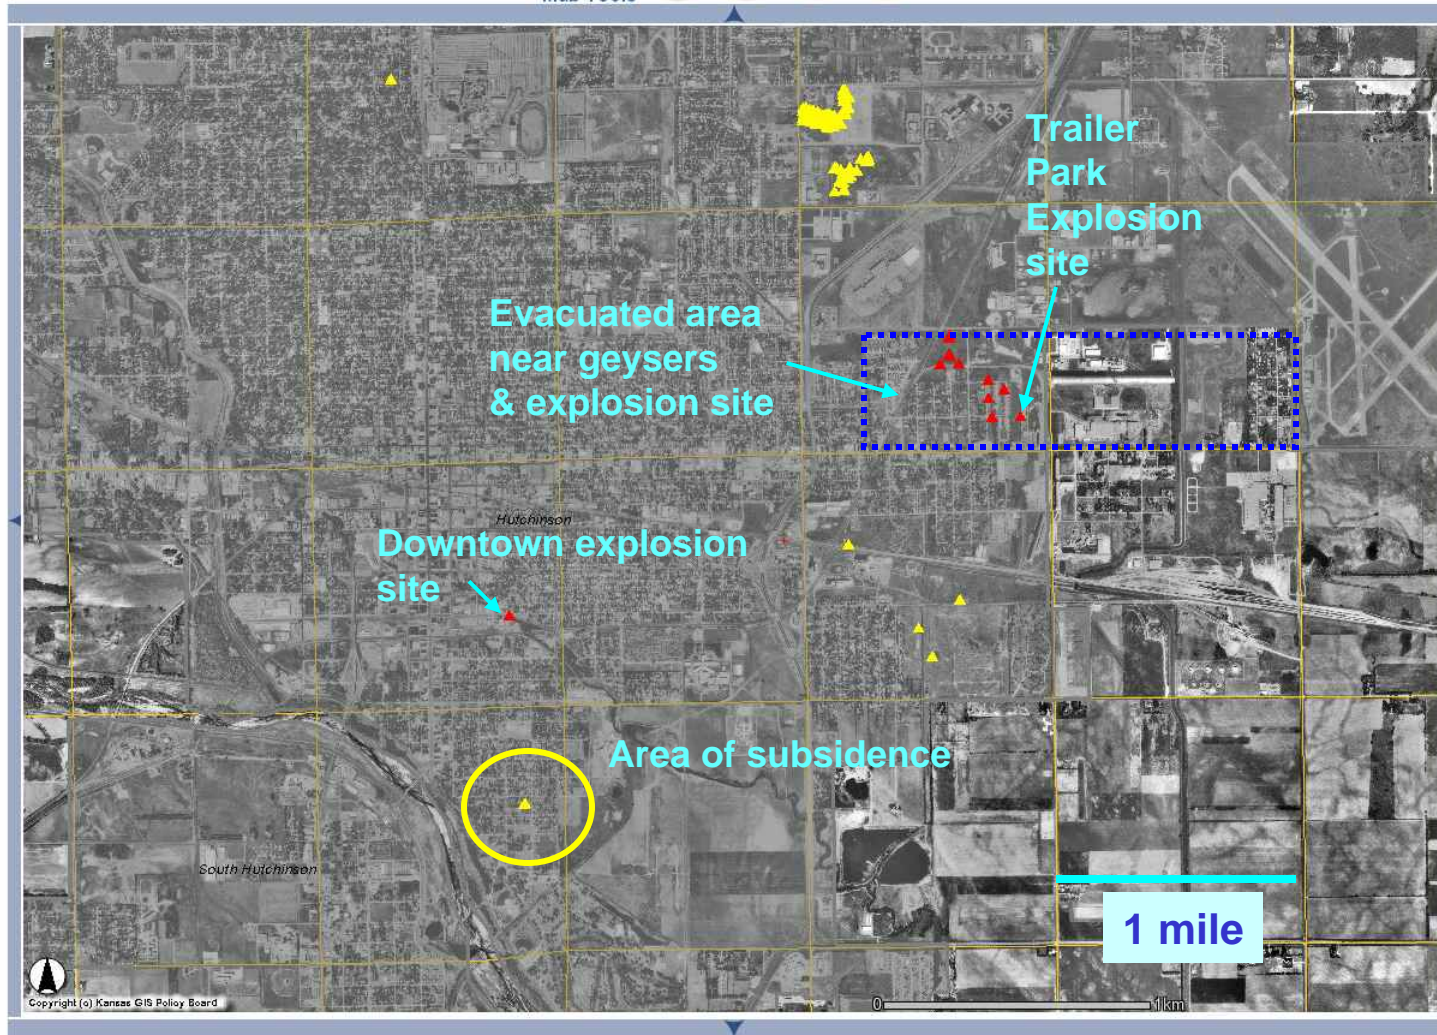 Trailer
Park
Explosion
site
Evacuated area
near geysers
& explosion site
Hutchinson
Downtown explosion
site
Area of subsidence
South Hutchinson
1 mile
Copyright (c) Kansas GIS Policy Board
0 1km